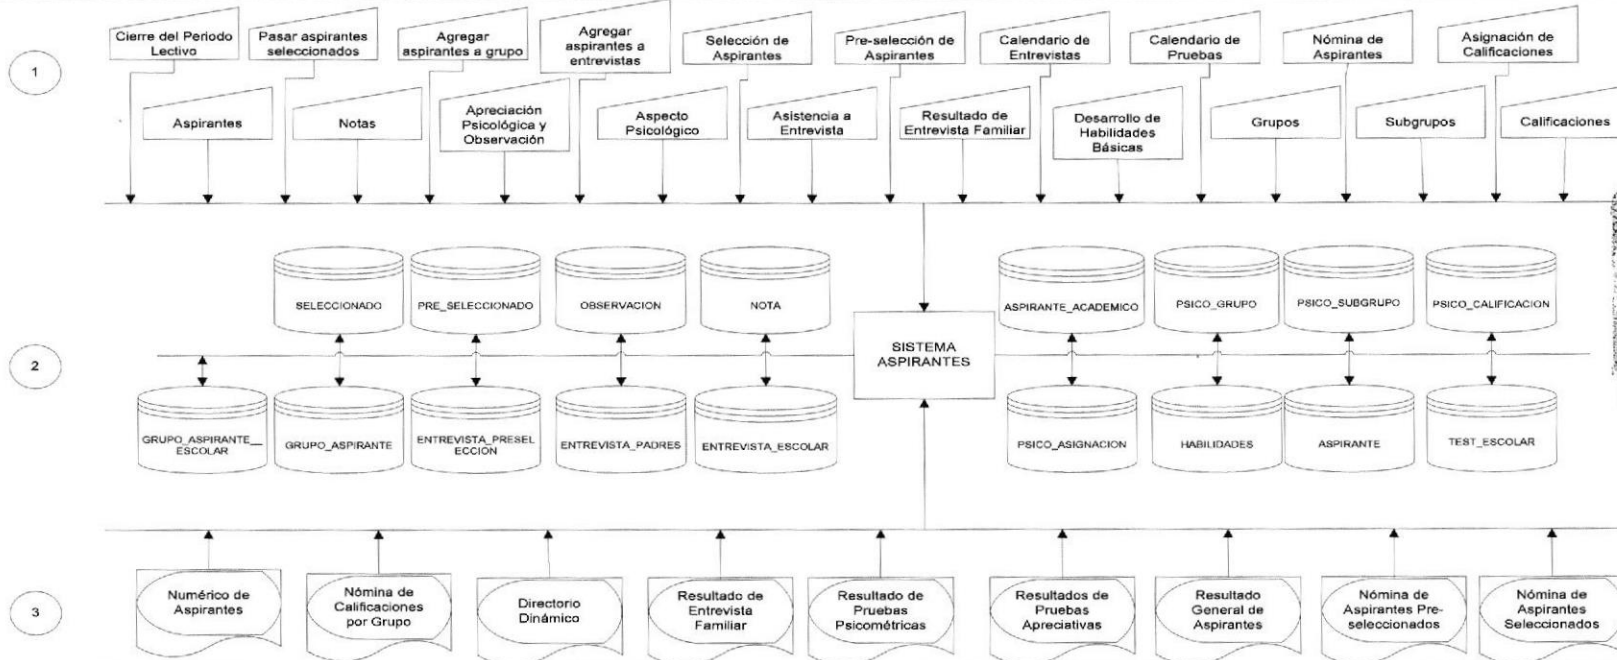 1
Cierre del Periodo
Lectivo
Pasar aspirantes
seleccionados
Agregar
aspirantes a grupo
Agregar
aspirantes a
entrevistas
Selección de
Aspirantes
Pre-selección de
Aspirantes
Calendario de
Entrevistas
Calendario de
Pruebas
Nómina de
Aspirantes
Asignación de
Calificaciones
Aspirantes
Notas
Apreciación
Psicológica y
Observación
Aspecto
Psicológico
Asistencia a
Entrevista
Resultado de
Entrevista Familiar
Desarrollo de
Habilidades
Básicas
Grupos
Subgrupos
Calificaciones
2
SELECCIONADO
PRE_SELECCIONADO
OBSERVACION
NOTA
SISTEMA
ASPIRANTES
ASPIRANTE_ACADEMICO
PSICO_GRUPO
PSICO_SUBGRUPO
PSICO_CALIFICACION
GRUPO_ASPIRANTE__
ESCOLAR
GRUPO_ASPIRANTE
ENTREVISTA_PRESEL
ECCIÓN
ENTREVISTA_PADRES
ENTREVISTA_ESCOLAR
PSICO_ASIGNACION
HABILIDADES
ASPIRANTE
TEST_ESCOLAR
3
Numérico de
Aspirantes
Nómina de
Calificaciones
por Grupo
Directorio
Dinámico
Resultado de
Entrevista
Familiar
Resultado de
Pruebas
Psicométricas
Resultados de
Pruebas
Apreciativas
Resultado
General de
Aspirantes
Nómina de
Aspirantes Pre-
seleccionados
Nómina de
Aspirantes
Seleccionados